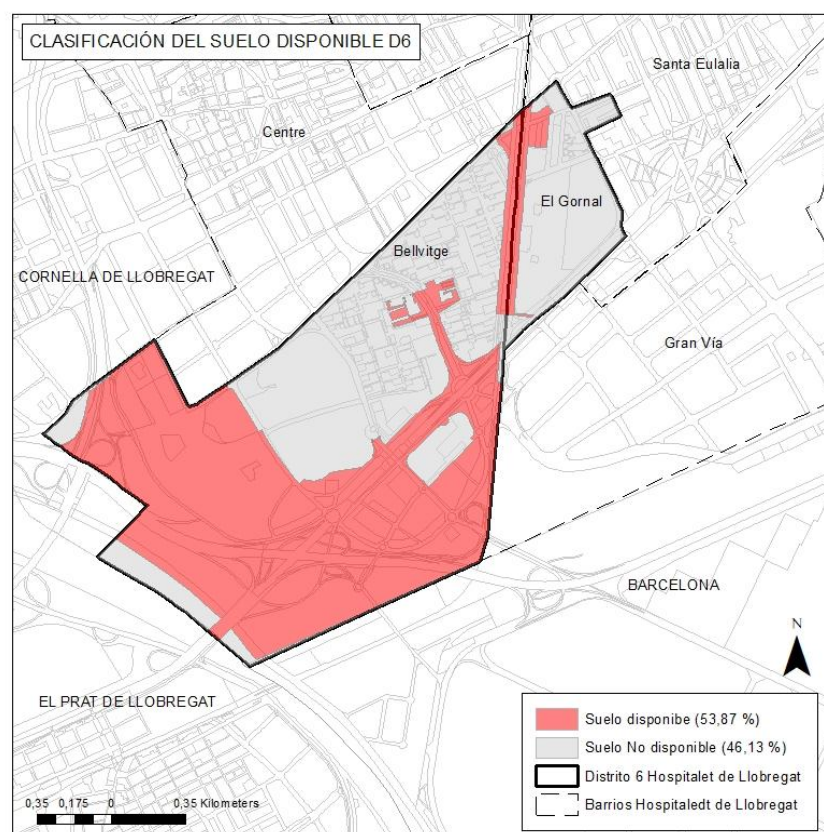 CLASIFICACIÓN DEL SUELO DISPONIBLE D6
Santa Eulalia
Centre
El Gornal
Bellvitge
CORNELLA DE LLOBREGAT
Gran Vía
BARCELONA
N
EL PRAT DE LLOBREGAT
Suelo disponibe (53,87 %)
Suelo No disponible (46,13 %)
Distrito 6 Hospitalet de Llobregat
Barrios Hospitaledt de Llobregat
0,35 0,175 0 0,35 Kilometers